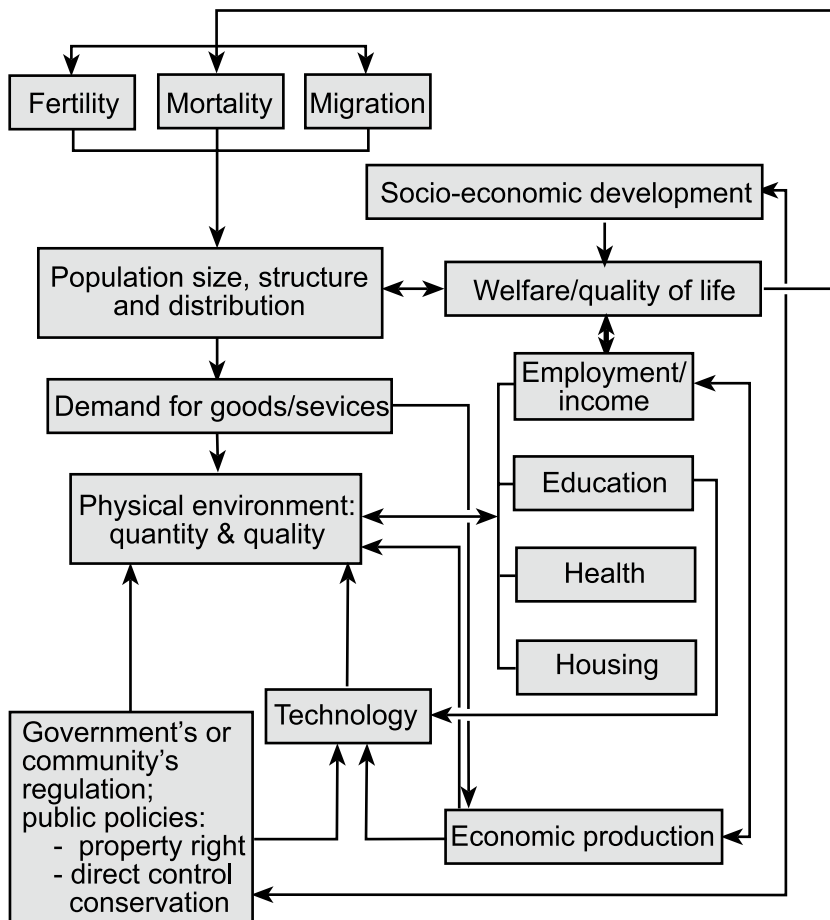 Fertility
Mortality
Migration
Socio-economic development
Population size, structure
and distribution
Welfare/quality of life
Employment/
income
Demand for goods/sevices
Education
Physical environment:
quantity & quality
Health
Housing
Technology
Government's or
community's
regulation;
public policies:
- property right
- direct control
conservation
Economic production